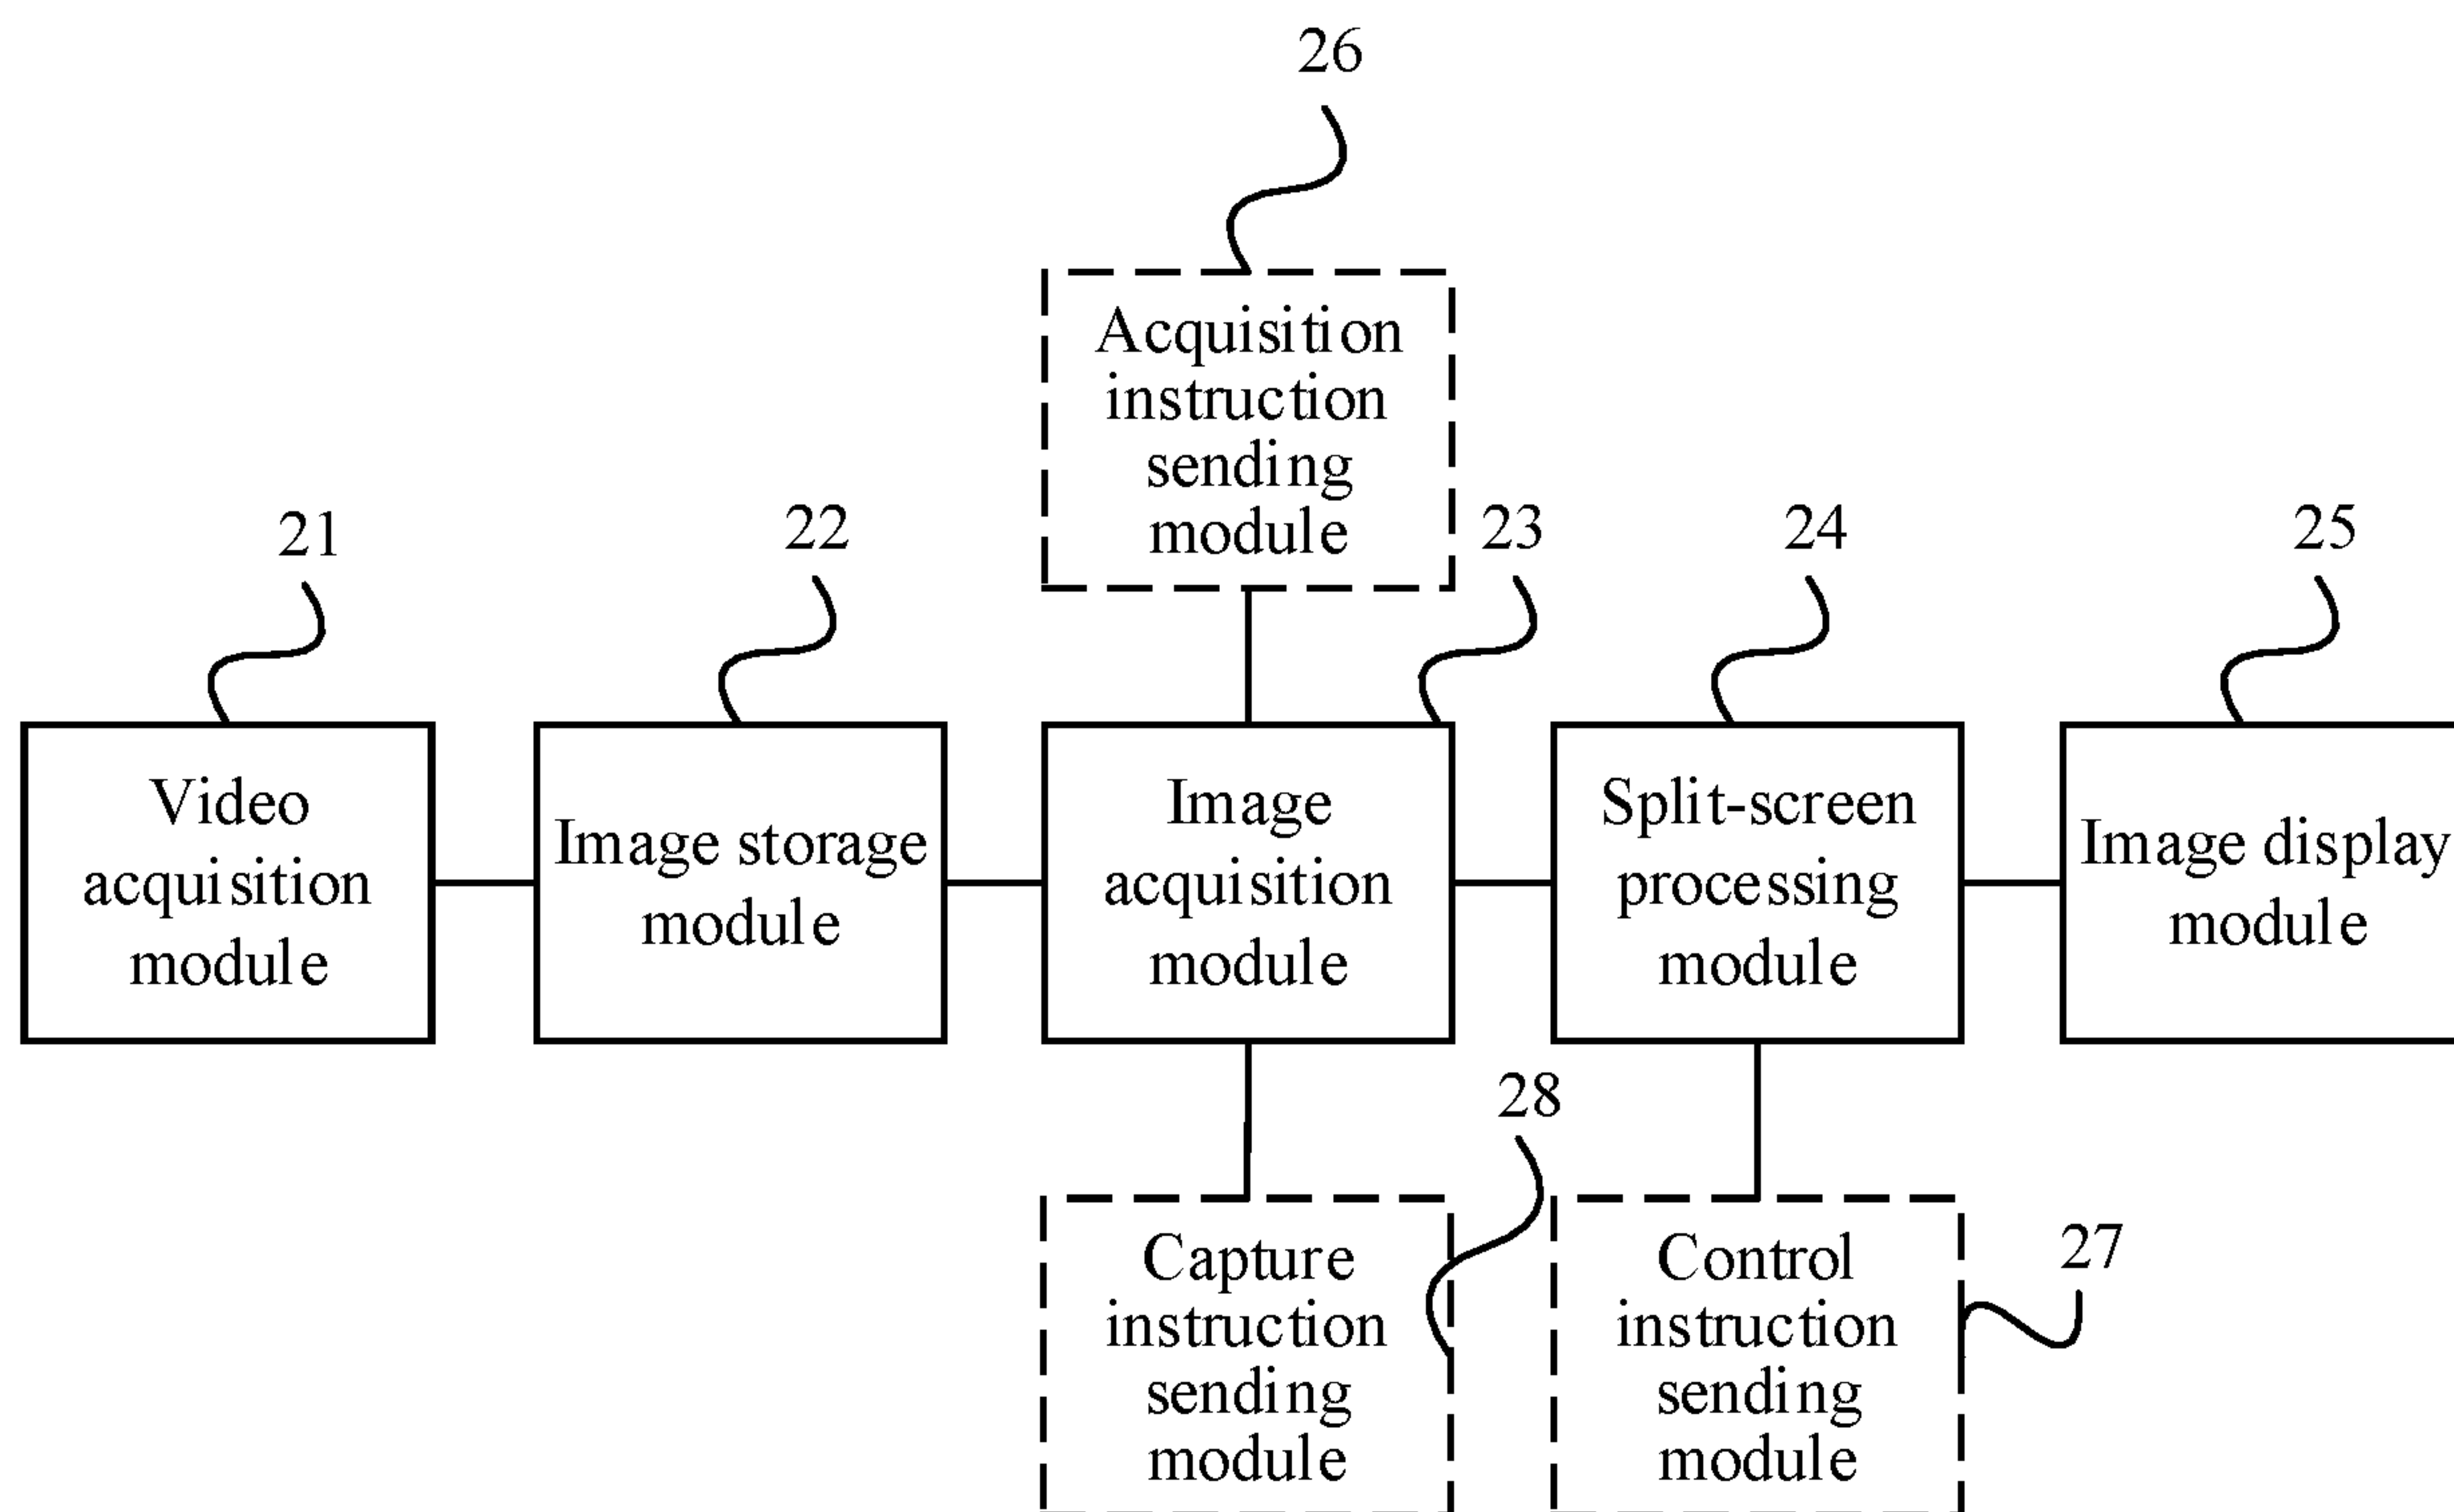 26
Acquisition
instruction
sending
module
21
22
23
24
25
Video
acquisition
module
Image storage
module
Image
acquisition
module
Split-screen
processing
module
Image display
module
28
27
Capture
instruction
sending
module
Control
instruction
sending
module